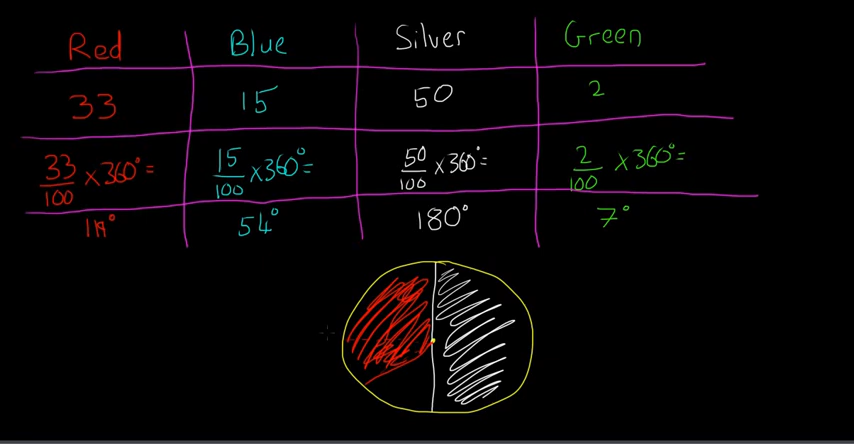 Red Blue Silver Green
33 15 50 2
33/100 x 360° = 15/100 x 360° = 50/100 x 360° = 2/100 x 360° =
54° 180° 7°